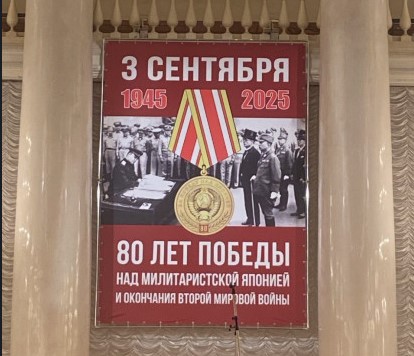 3 СЕНТЯБРЯ
1945 2025
80 ЛЕТ ПОБЕДЫ
НАД МИЛИТАРИСТСКОЙ ЯПОНИЕЙ
И ОКОНЧАНИЯ ВТОРОЙ МИРОВОЙ ВОЙНЫ